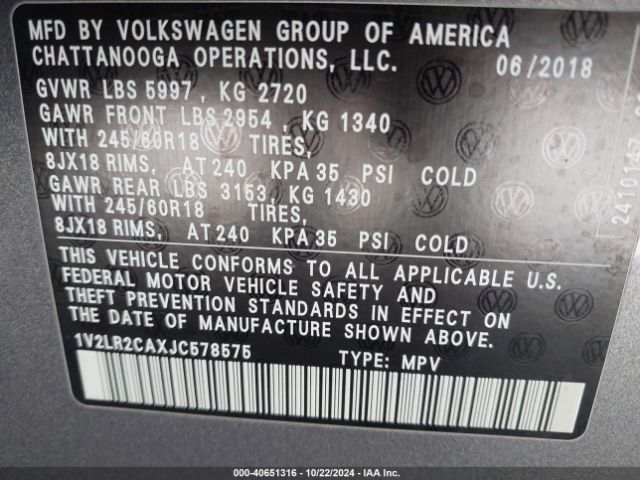 MFD BY VOLKSWAGEN GROUP OF AMERICA
CHATTANOOGA OPERATIONS, LLC. 06/2018
GVWR LBS 5997, KG 2720
GAWR FRONT LBS 2954, KG 1340
WITH 245/60R18 TIRES,
8JX18 RIMS, AT 240 KPA 35 PSI COLD
GAWR REAR LBS 3153, KG 1430
WITH 245/60R18 TIRES,
8JX18 RIMS, AT 240 KPA 35 PSI COLD
THIS VEHICLE CONFORMS TO ALL APPLICABLE U.S.
FEDERAL MOTOR VEHICLE SAFETY AND
THEFT PREVENTION STANDARDS IN EFFECT ON
THE DATE OF MANUFACTURE SHOWN ABOVE.
1V2LR2CAXJC578575 TYPE: MPV
000-40651316 - 10/22/2024 - IAA Inc.